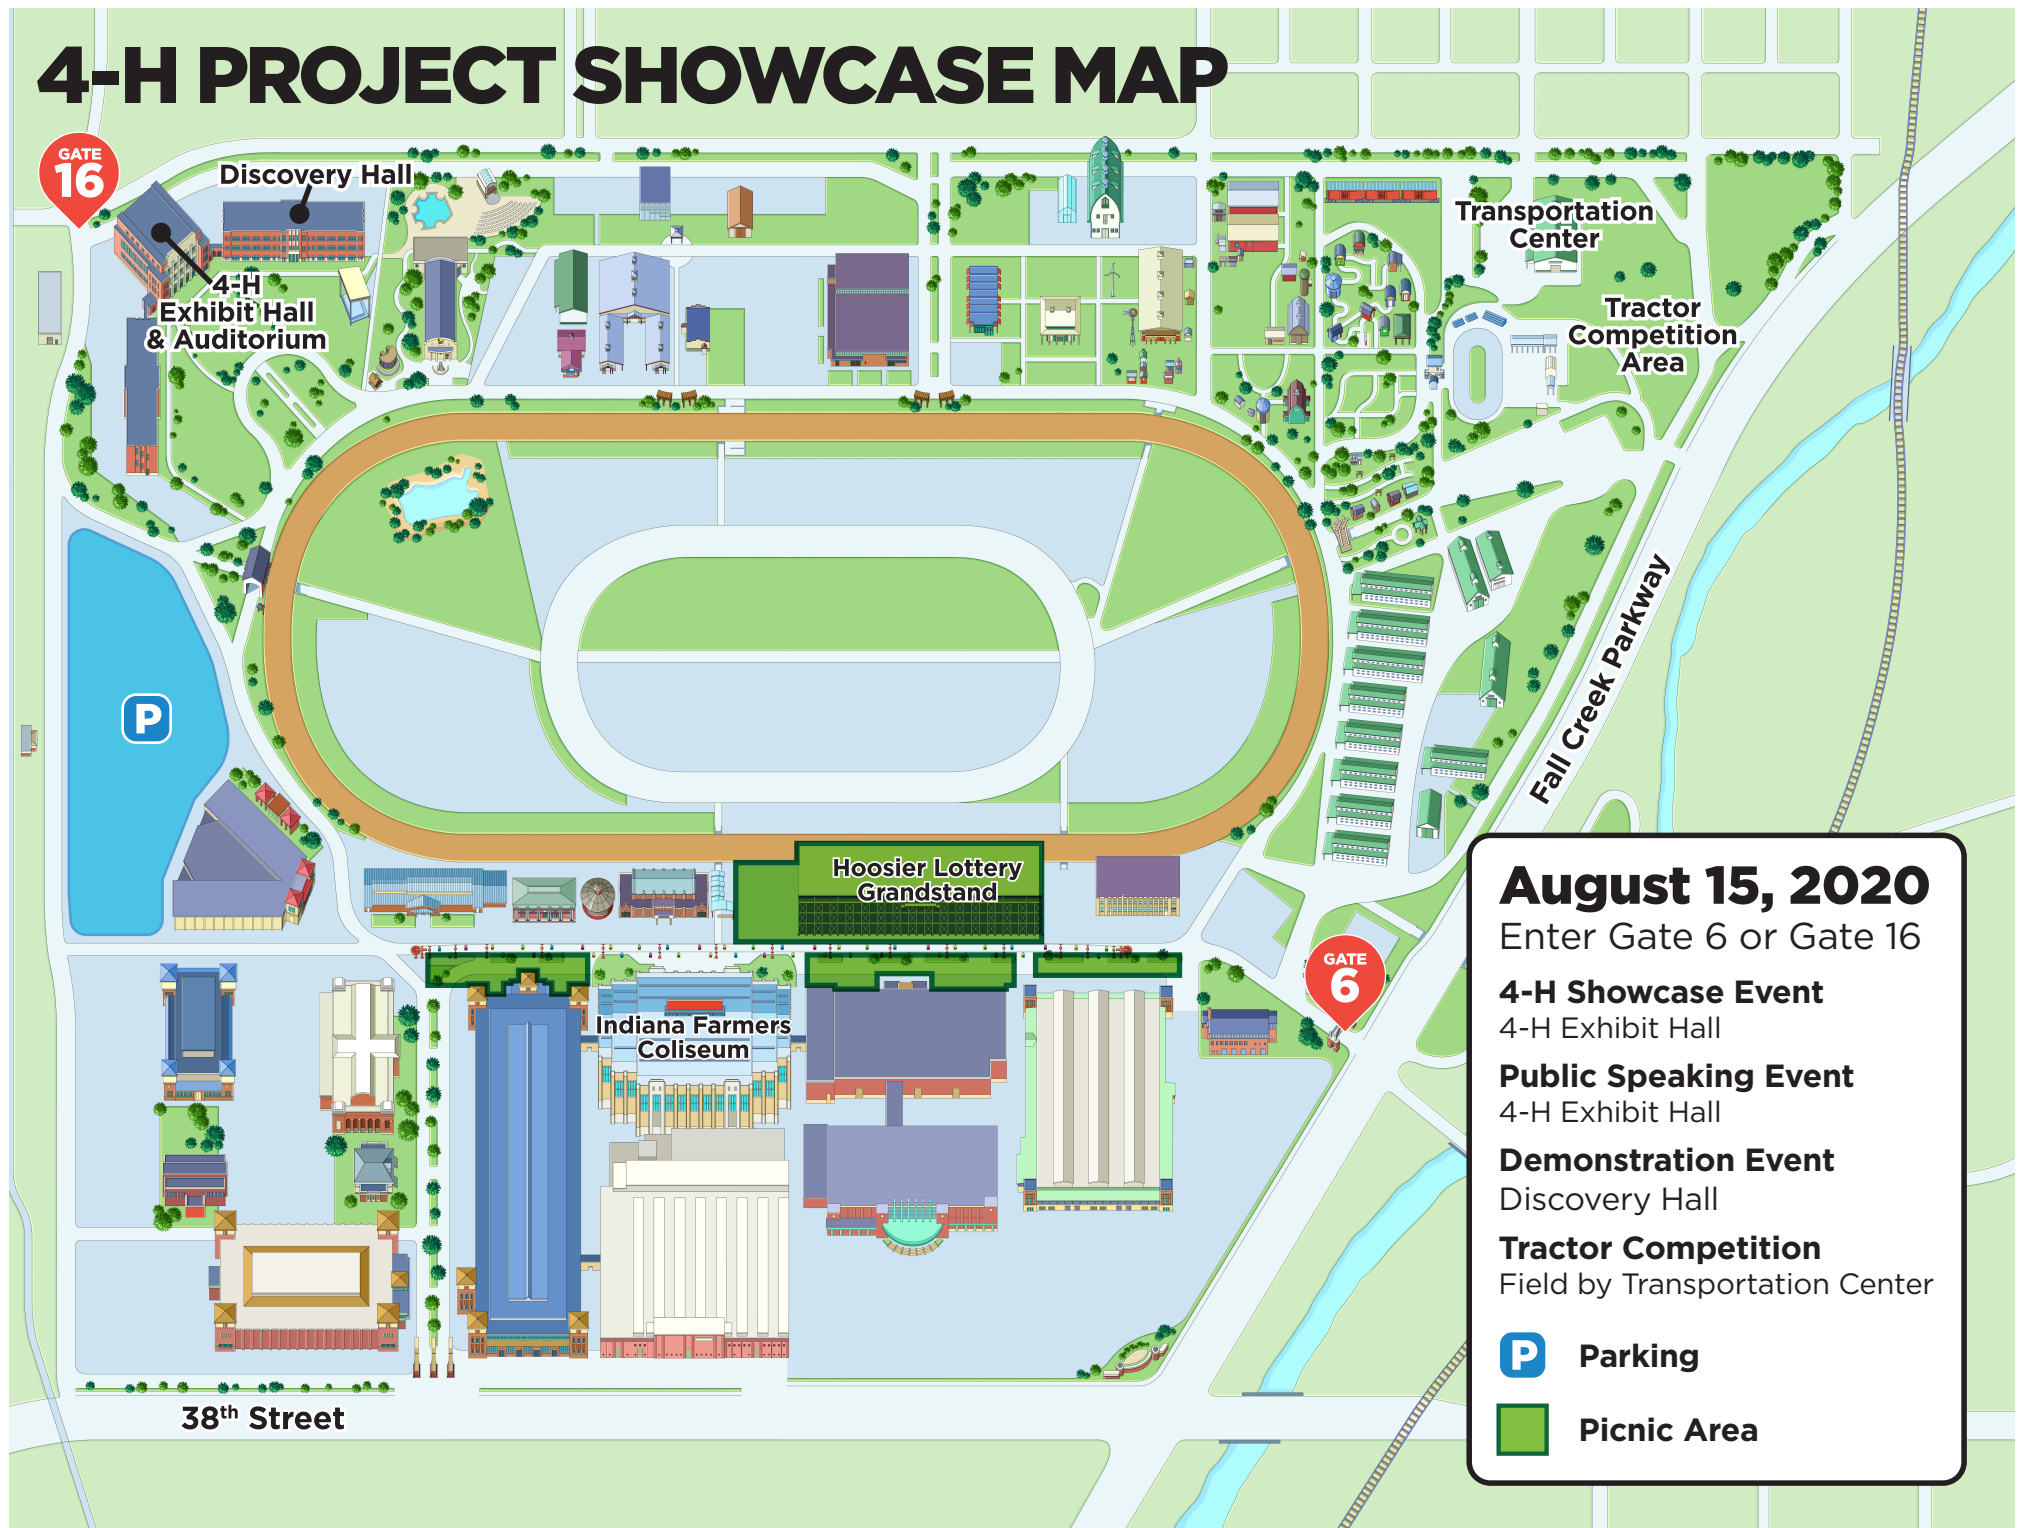 4-H PROJECT SHOWCASE MAP
GATE
16
Discovery Hall
4-H
Exhibit Hall
& Auditorium
Transportation
Center
Tractor
Competition
Area
P
Fall Creek Parkway
Hoosier Lottery
Grandstand
Indiana Farmers
Coliseum
GATE
6
38th Street
August 15, 2020
Enter Gate 6 or Gate 16
4-H Showcase Event
4-H Exhibit Hall
Public Speaking Event
4-H Exhibit Hall
Demonstration Event
Discovery Hall
Tractor Competition
Field by Transportation Center
P Parking
Picnic Area